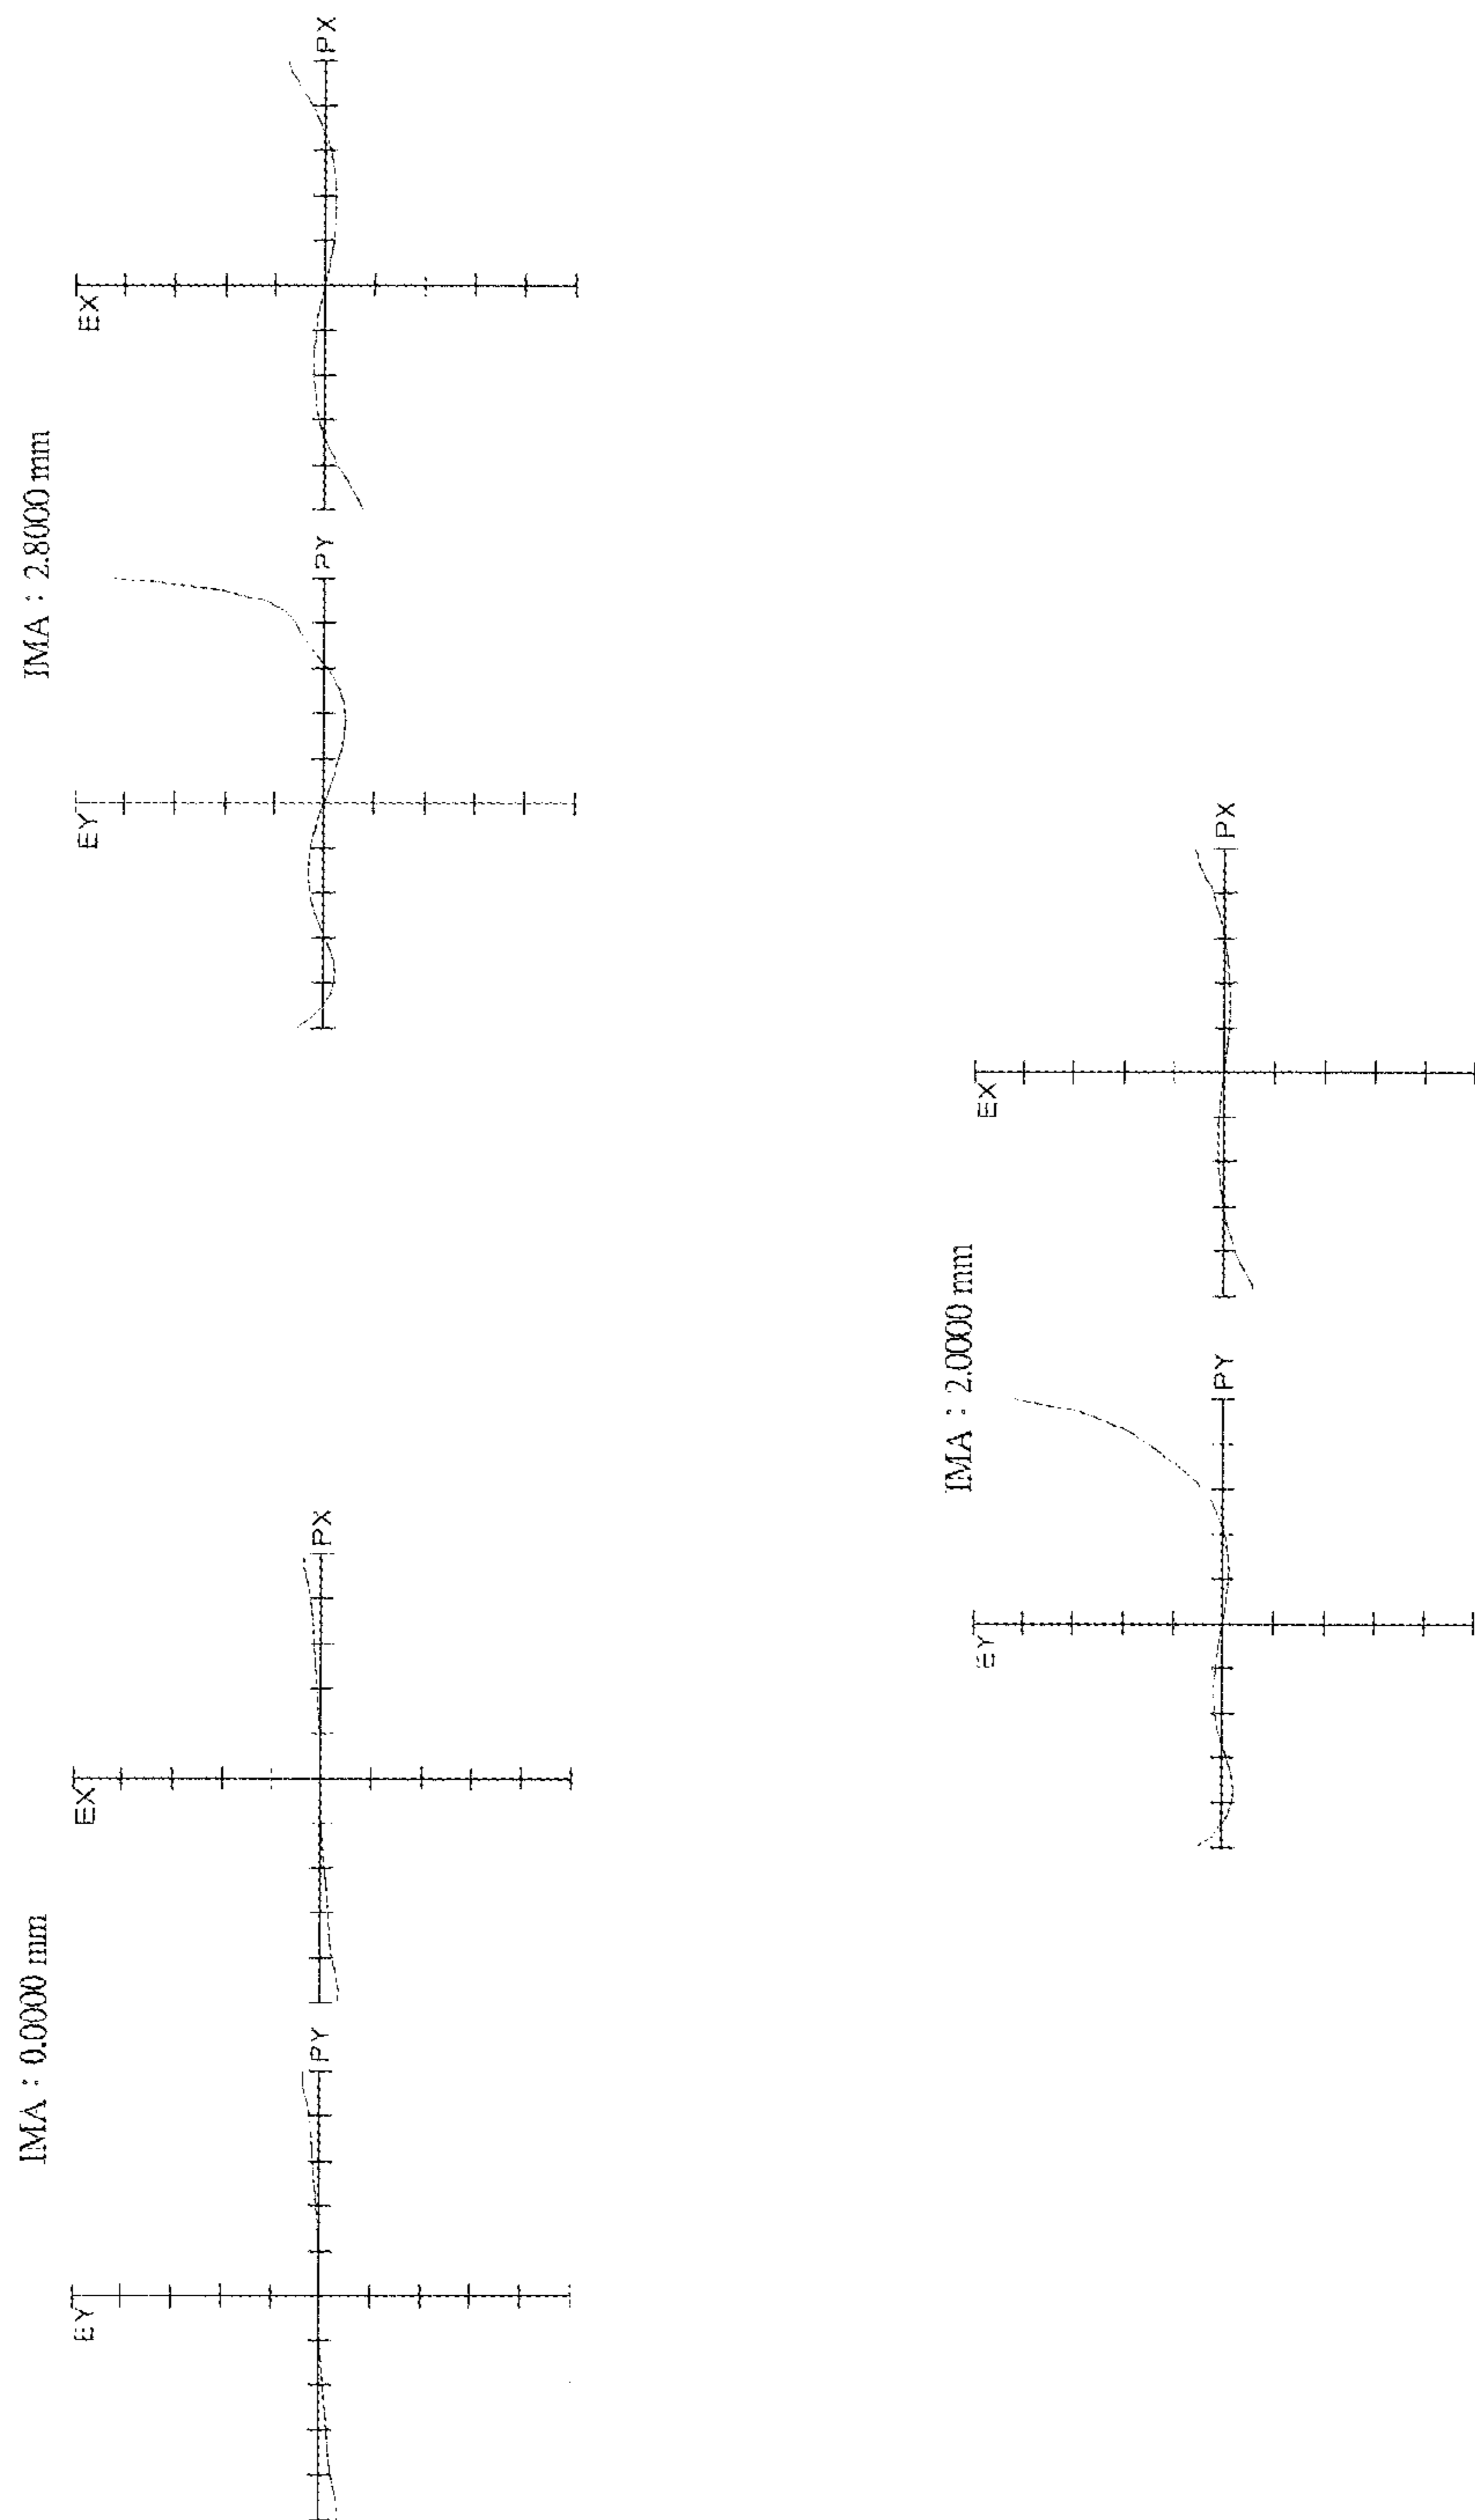 IMA : 0.0000 mm
EY
PY
EX
PX
IMA : 2.8000 mm
EY
PY
EX
PX
IMA : 2.0000 mm
EY
PY
EX
PX